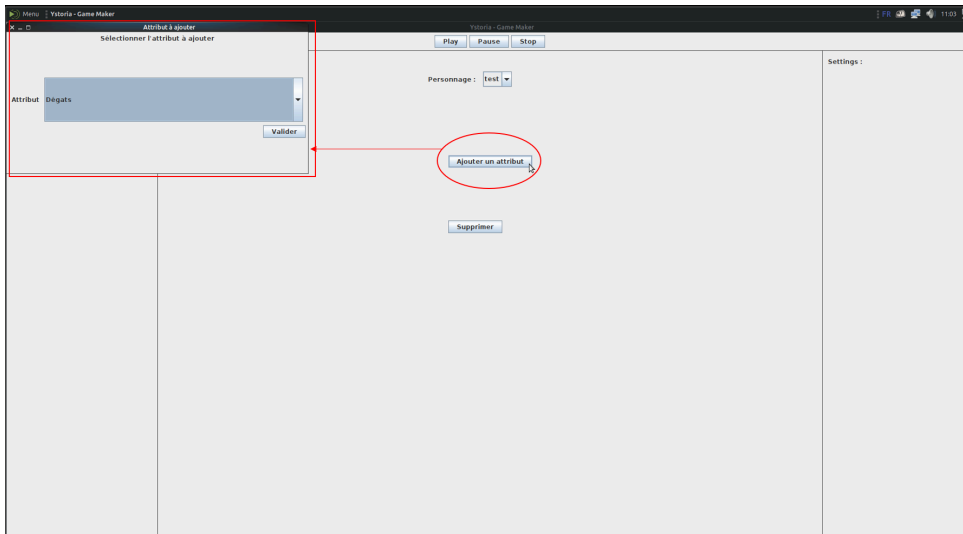 Menu Ystoria - Game Maker FR 11:03
Attribut à ajouter Ystoria - Game Maker
Sélectionner l'attribut à ajouter
Play Pause Stop
Settings :
Personnage : test
Attribut Dégats
Valider
Ajouter un attribut
Supprimer